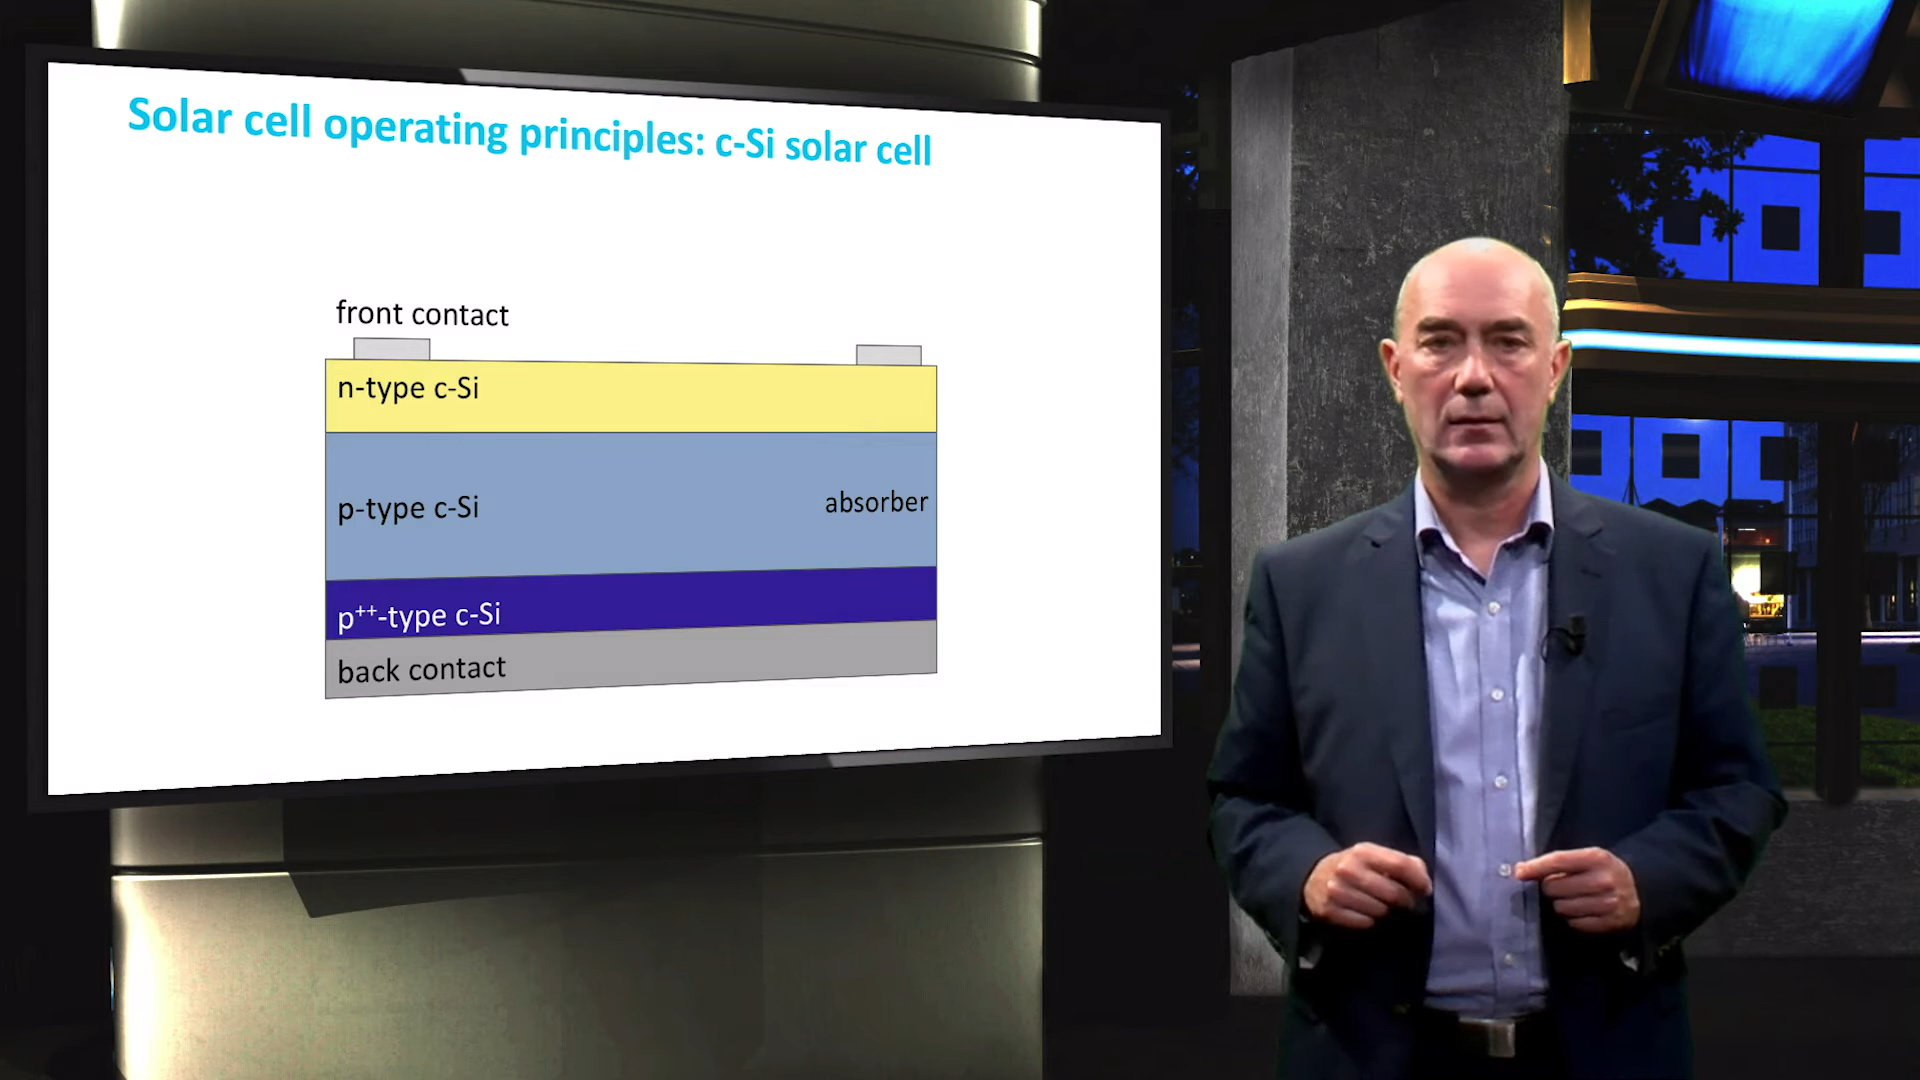 Solar cell operating principles: c-Si solar cell
front contact
n-type c-Si
p-type c-Si
absorber
p⁺⁺-type c-Si
back contact